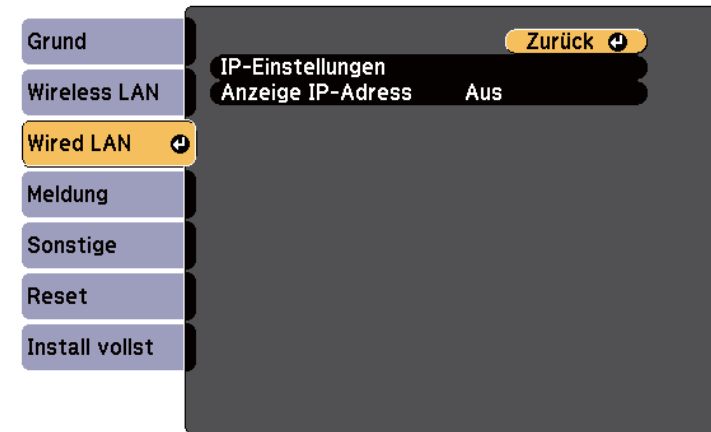 Grund
Wireless LAN
Wired LAN
Meldung
Sonstige
Reset
Install vollst
Zurück
IP-Einstellungen
Anzeige IP-Adress Aus